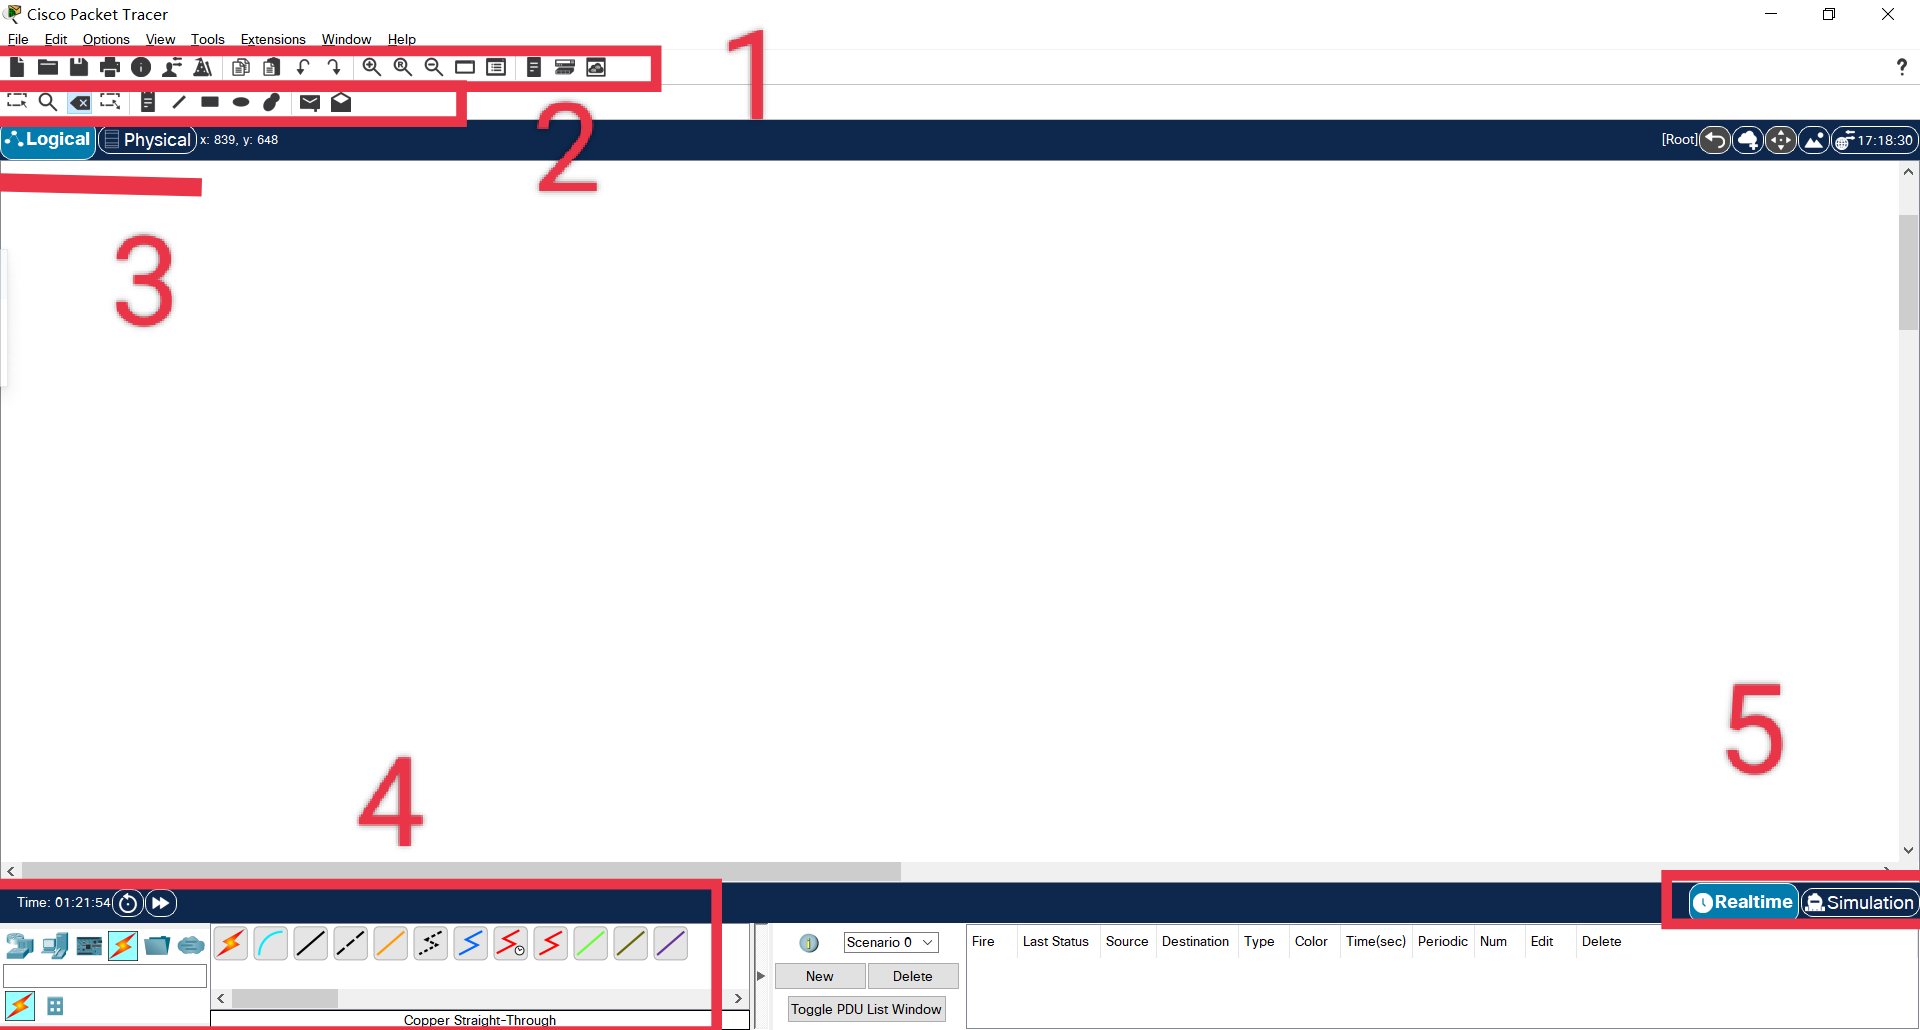 Cisco Packet Tracer
File Edit Options View Tools Extensions Window Help
1
?
2
Logical Physical x: 839, y: 648 [Root] 17:18:30
3
4
5
Time: 01:21:54 Realtime Simulation
Scenario 0 Fire Last Status Source Destination Type Color Time(sec) Periodic Num Edit Delete
New Delete
Toggle PDU List Window
Copper Straight-Through